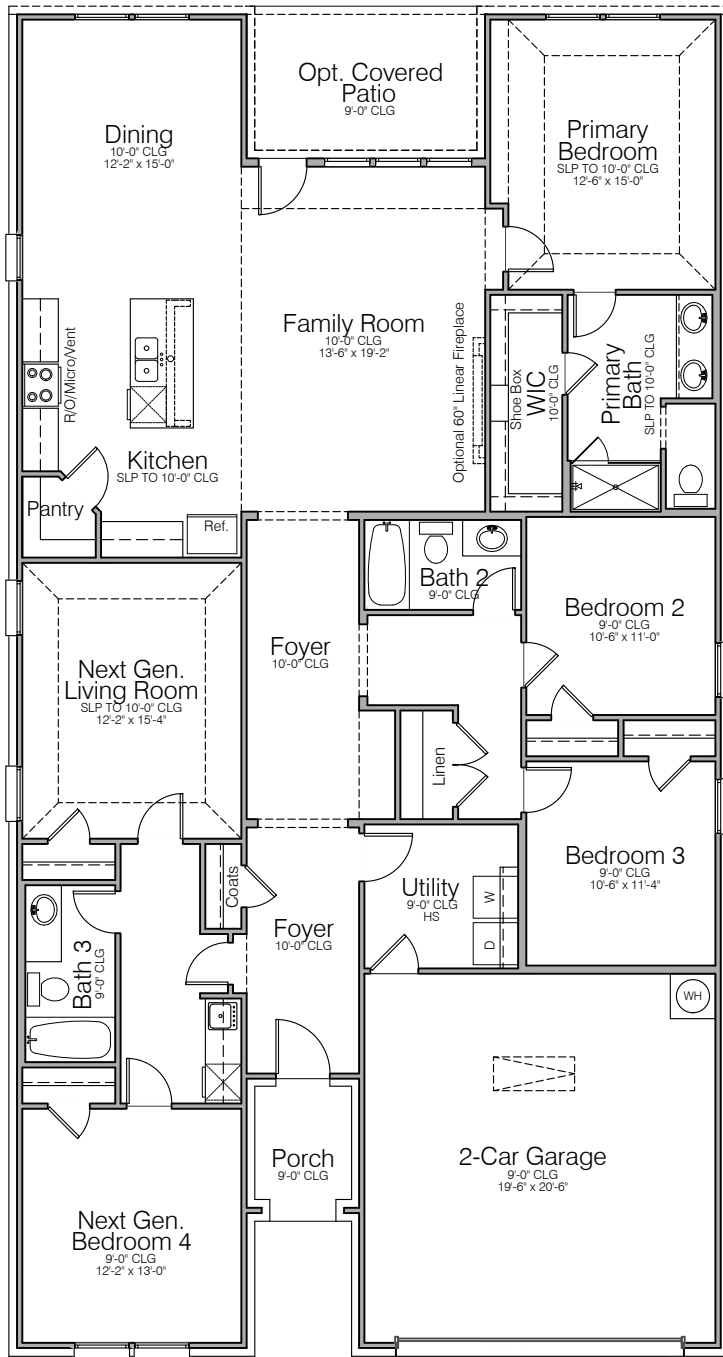 Opt. Covered
Patio
9'-0" CLG
Dining
10'-0" CLG
12'-2" x 15'-0"
Primary
Bedroom
SLP TO 10'-0" CLG
12'-6" x 15'-0"
Family Room
10'-0" CLG
13'-6" x 19'-2"
R/O/Micro/Vent
Optional 60" Linear Fireplace
Shoe Box
WIC
10'-0" CLG
Primary
Bath
SLP TO 10'-0" CLG
Kitchen
SLP TO 10'-0" CLG
Pantry
Ref.
Bath 2
9'-0" CLG
Bedroom 2
9'-0" CLG
10'-6" x 11'-0"
Foyer
10'-0" CLG
Next Gen.
Living Room
SLP TO 10'-0" CLG
12'-2" x 15'-4"
Linen
Bedroom 3
9'-0" CLG
10'-6" x 11'-4"
Coats
Utility
9'-0" CLG
HS
W
D
Foyer
10'-0" CLG
Bath 3
9'-0" CLG
WH
Porch
9'-0" CLG
2-Car Garage
9'-0" CLG
19'-6" x 20'-6"
Next Gen.
Bedroom 4
9'-0" CLG
12'-2" x 13'-0"